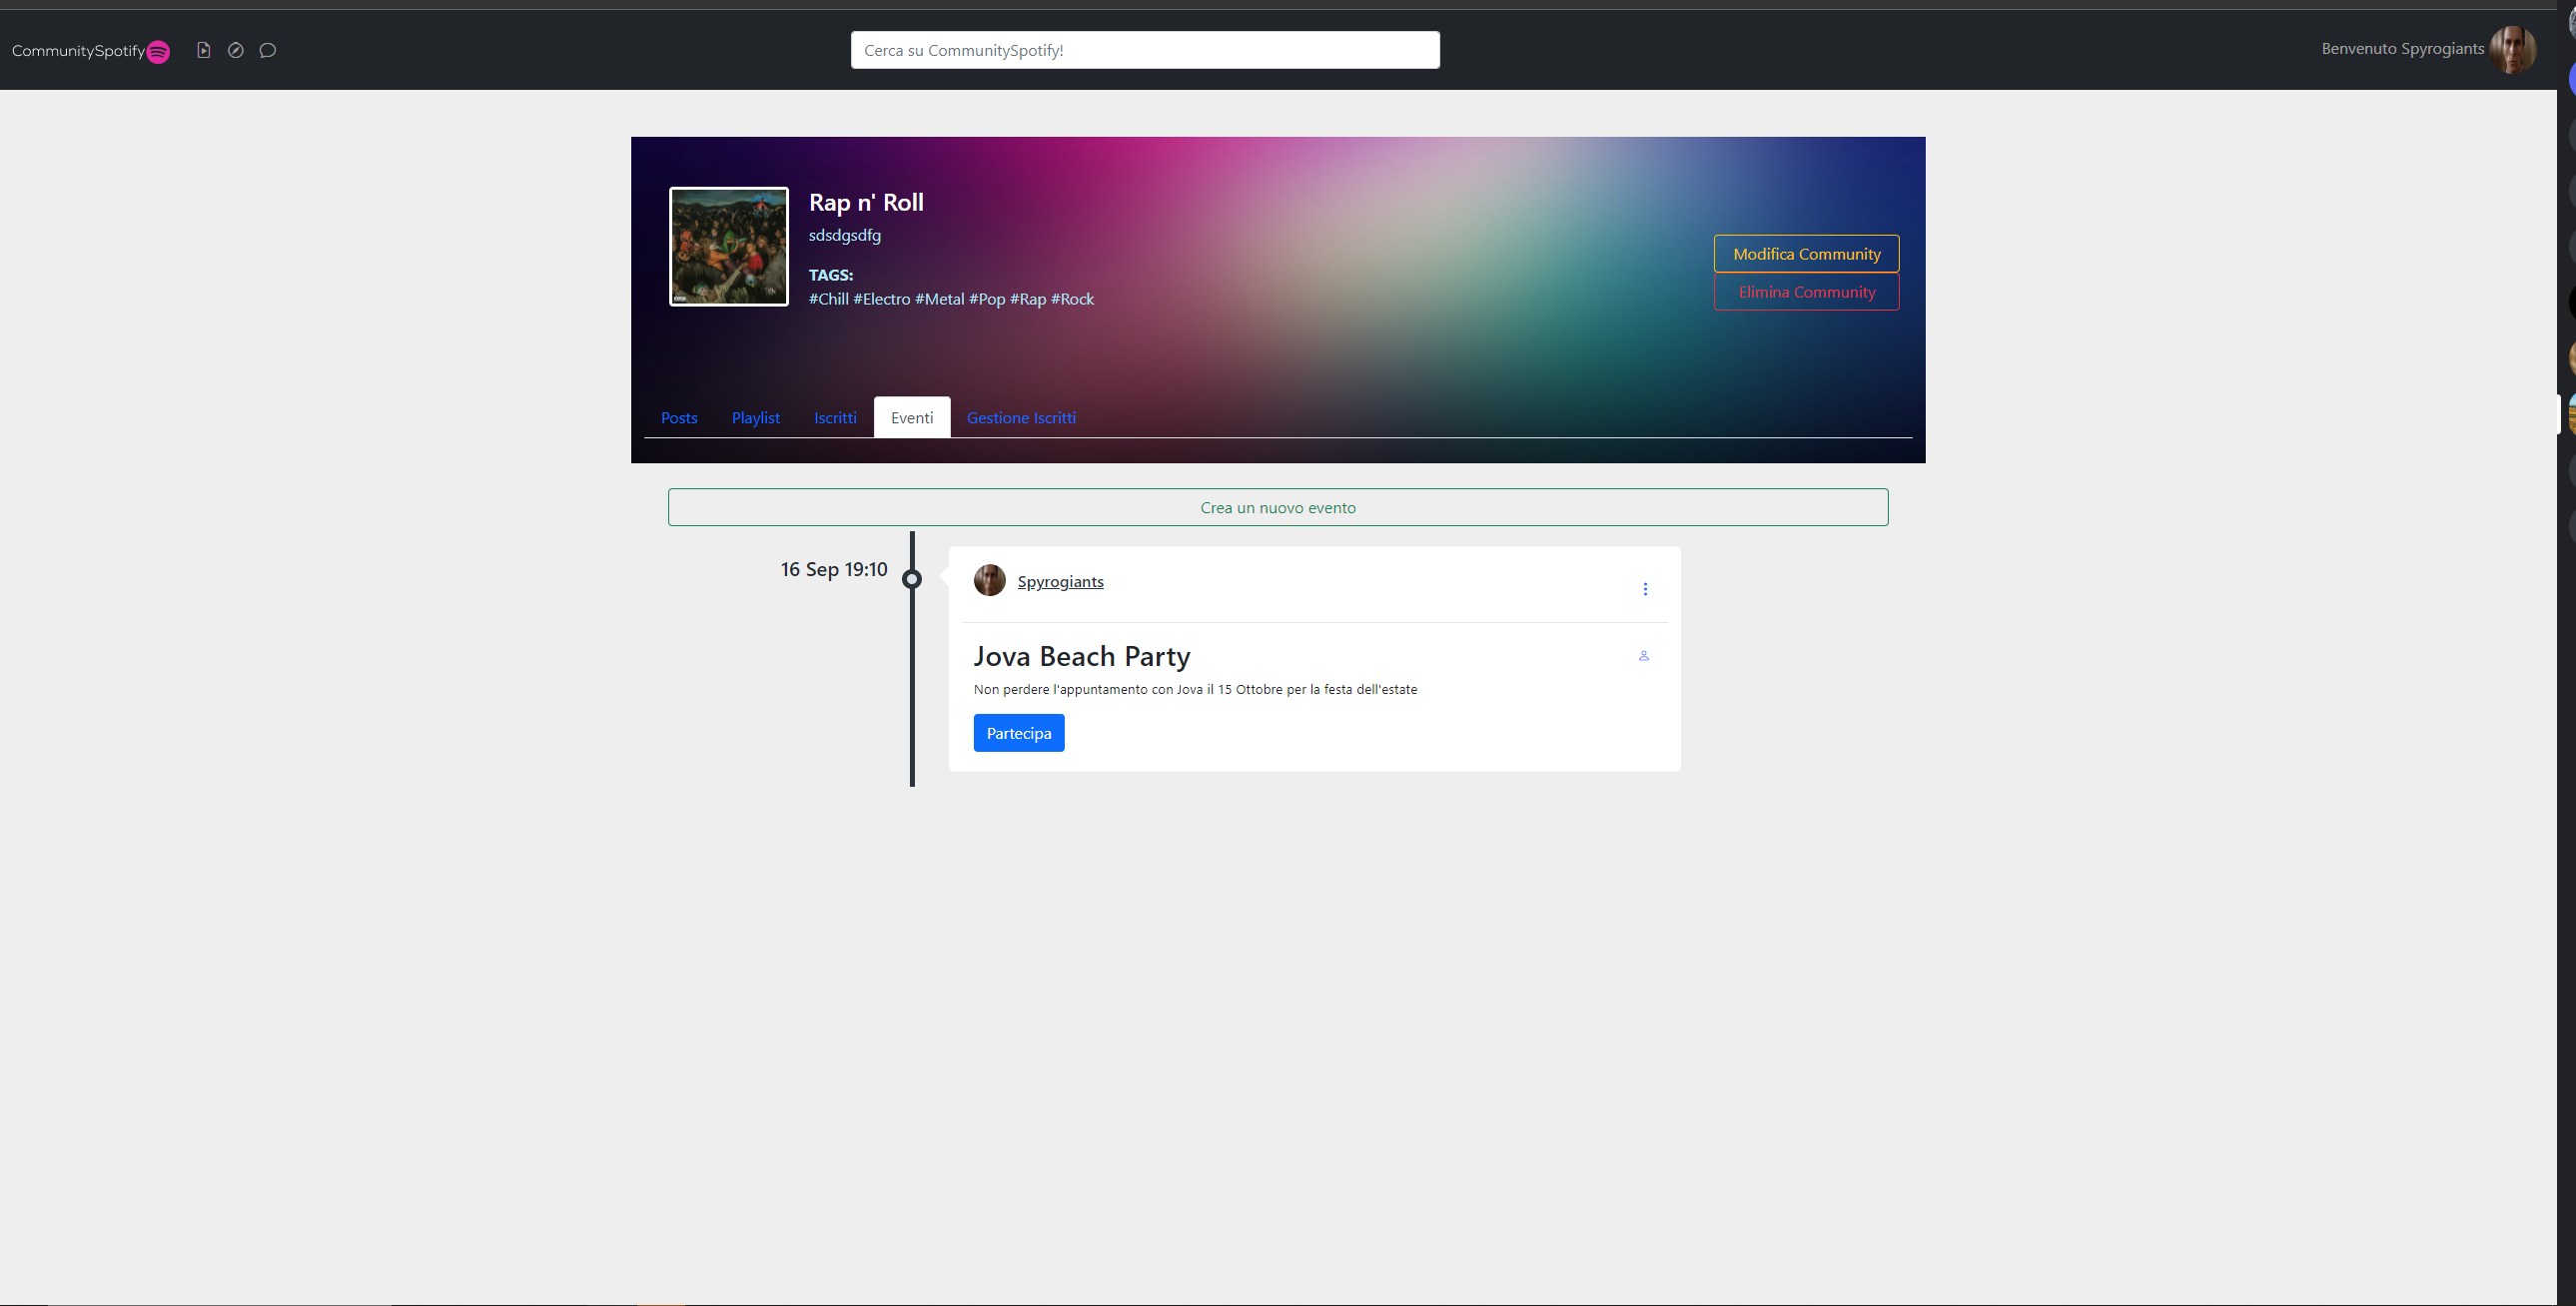 CommunitySpotify
Cerca su CommunitySpotify!
Benvenuto Spyrogiants
Rap n' Roll
sdsdgsdfg
TAGS:
#Chill #Electro #Metal #Pop #Rap #Rock
Modifica Community
Elimina Community
Posts
Playlist
Iscritti
Eventi
Gestione Iscritti
Crea un nuovo evento
16 Sep 19:10
Spyrogiants
Jova Beach Party
Non perdere l'appuntamento con Jova il 15 Ottobre per la festa dell'estate
Partecipa